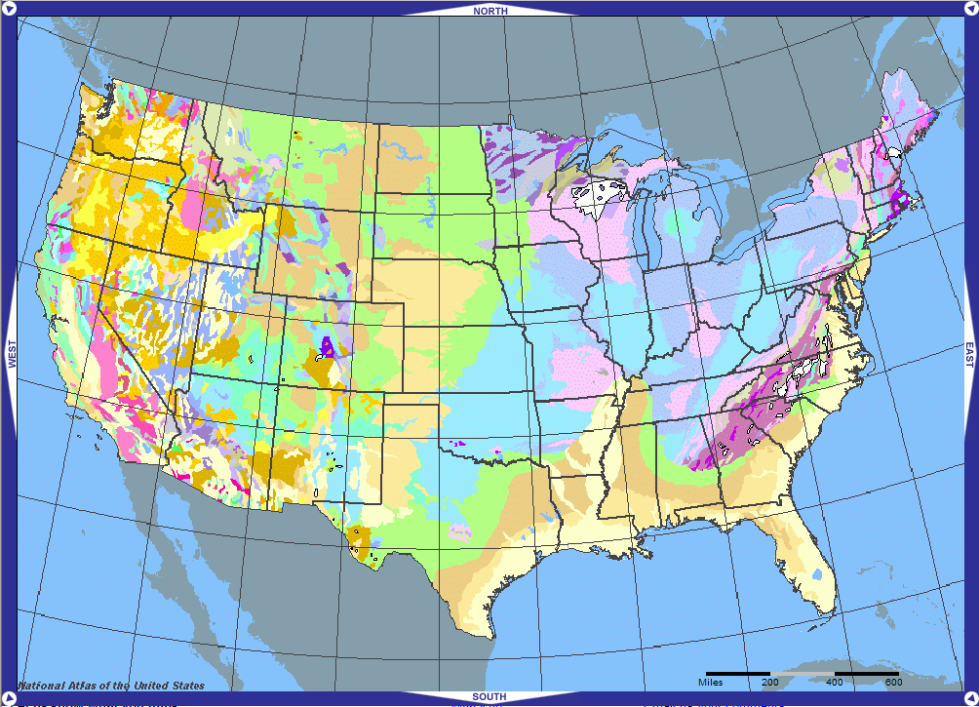 NORTH
WEST
EAST
National Atlas of the United States
Miles 200 400 600
SOUTH